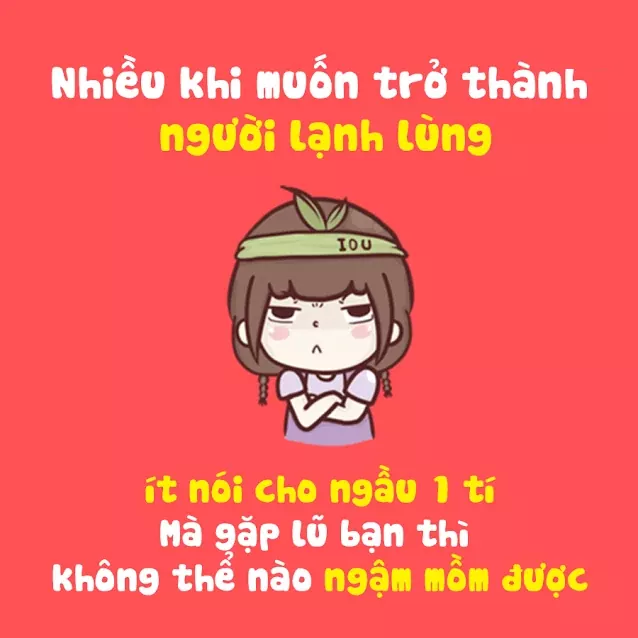 Nhiều khi muốn trở thành
người lạnh lùng
IOU
ít nói cho ngầu 1 tí
Mà gặp lũ bạn thì
không thể nào ngậm mồm được